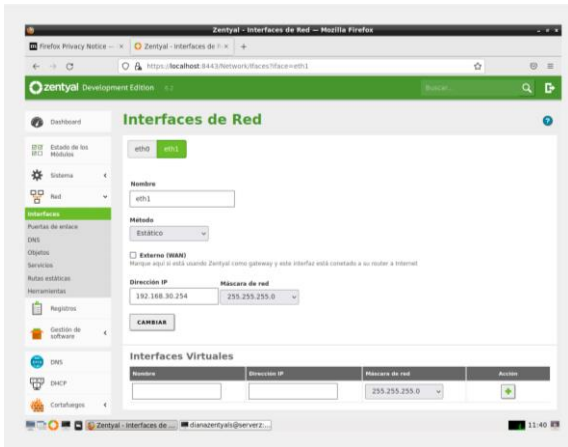 Zentyal - Interfaces de Red — Mozilla Firefox
Firefox Privacy Notice —
Zentyal - Interfaces de R
https://localhost:8443/Network/Ifaces?iface=eth1
zentyal Development Edition
Buscar...
Dashboard
Interfaces de Red
Estado de los
Módulos
eth0 eth1
Sistema
Nombre
Red
eth1
Interfaces
Método
Puertas de enlace
Estático
DNS
Objetos
Externo (WAN)
Servicios
Marque aquí si está usando Zentyal como gateway y este interfaz está conetado a su router a Internet
Rutas estáticas
Dirección IP Máscara de red
Herramientas
192.168.30.254 255.255.255.0
Registros
CAMBIAR
Gestión de
software
DNS
Interfaces Virtuales
Nombre Dirección IP Máscara de red Acción
DHCP
255.255.255.0
Cortafuegos
Zentyal - Interfaces de ...
dianazentyals@serverz:...
11:40